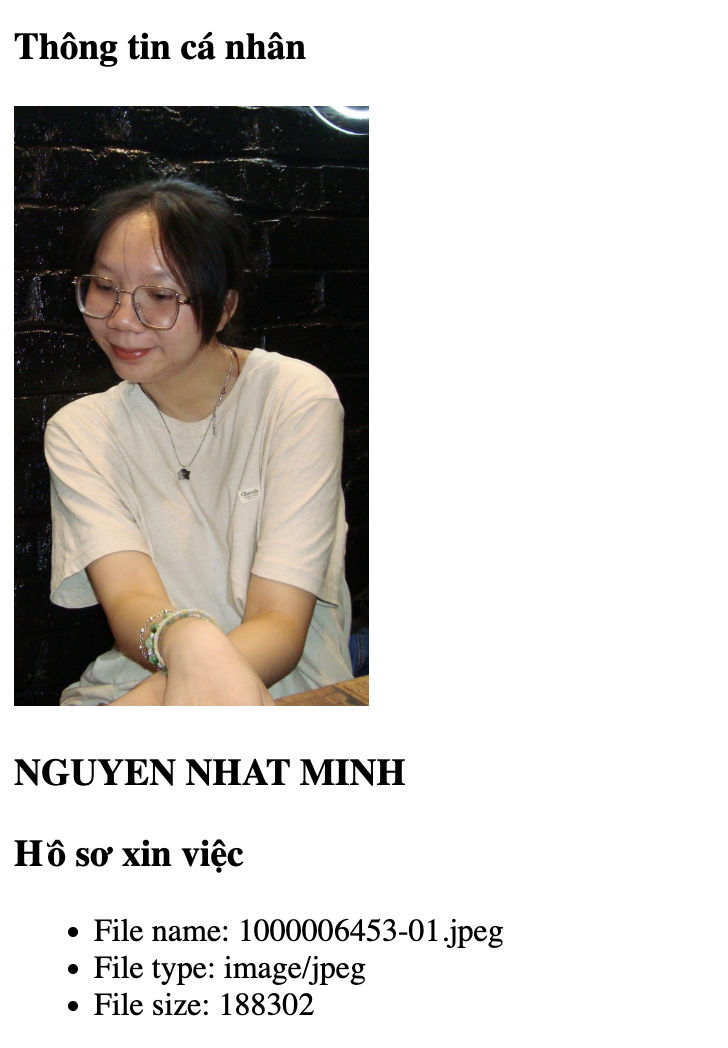 Thông tin cá nhân
NGUYEN NHAT MINH
Hồ sơ xin việc
File name: 1000006453-01.jpeg
File type: image/jpeg
File size: 188302